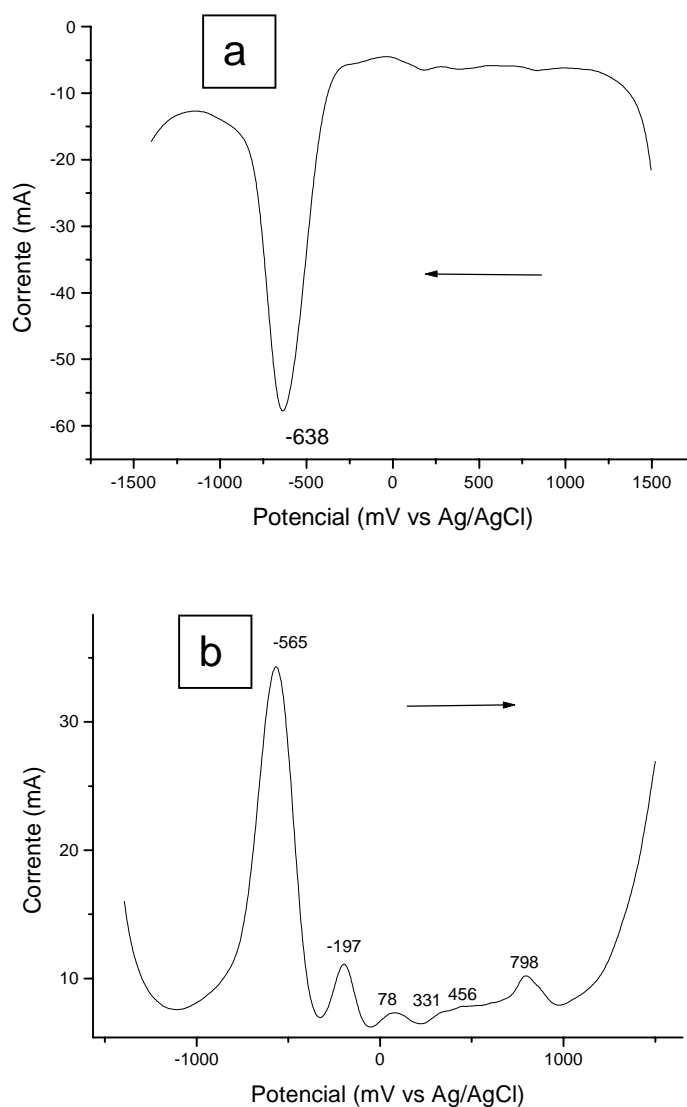 a
0
-10
-20
-30
-40
-50
-60
Corrente (mA)
-638
-1500 -1000 -500 0 500 1000 1500
Potencial (mV vs Ag/AgCl)
b
-565
30
20
10
Corrente (mA)
-197
78
331
456
798
-1000 0 1000
Potencial (mV vs Ag/AgCl)